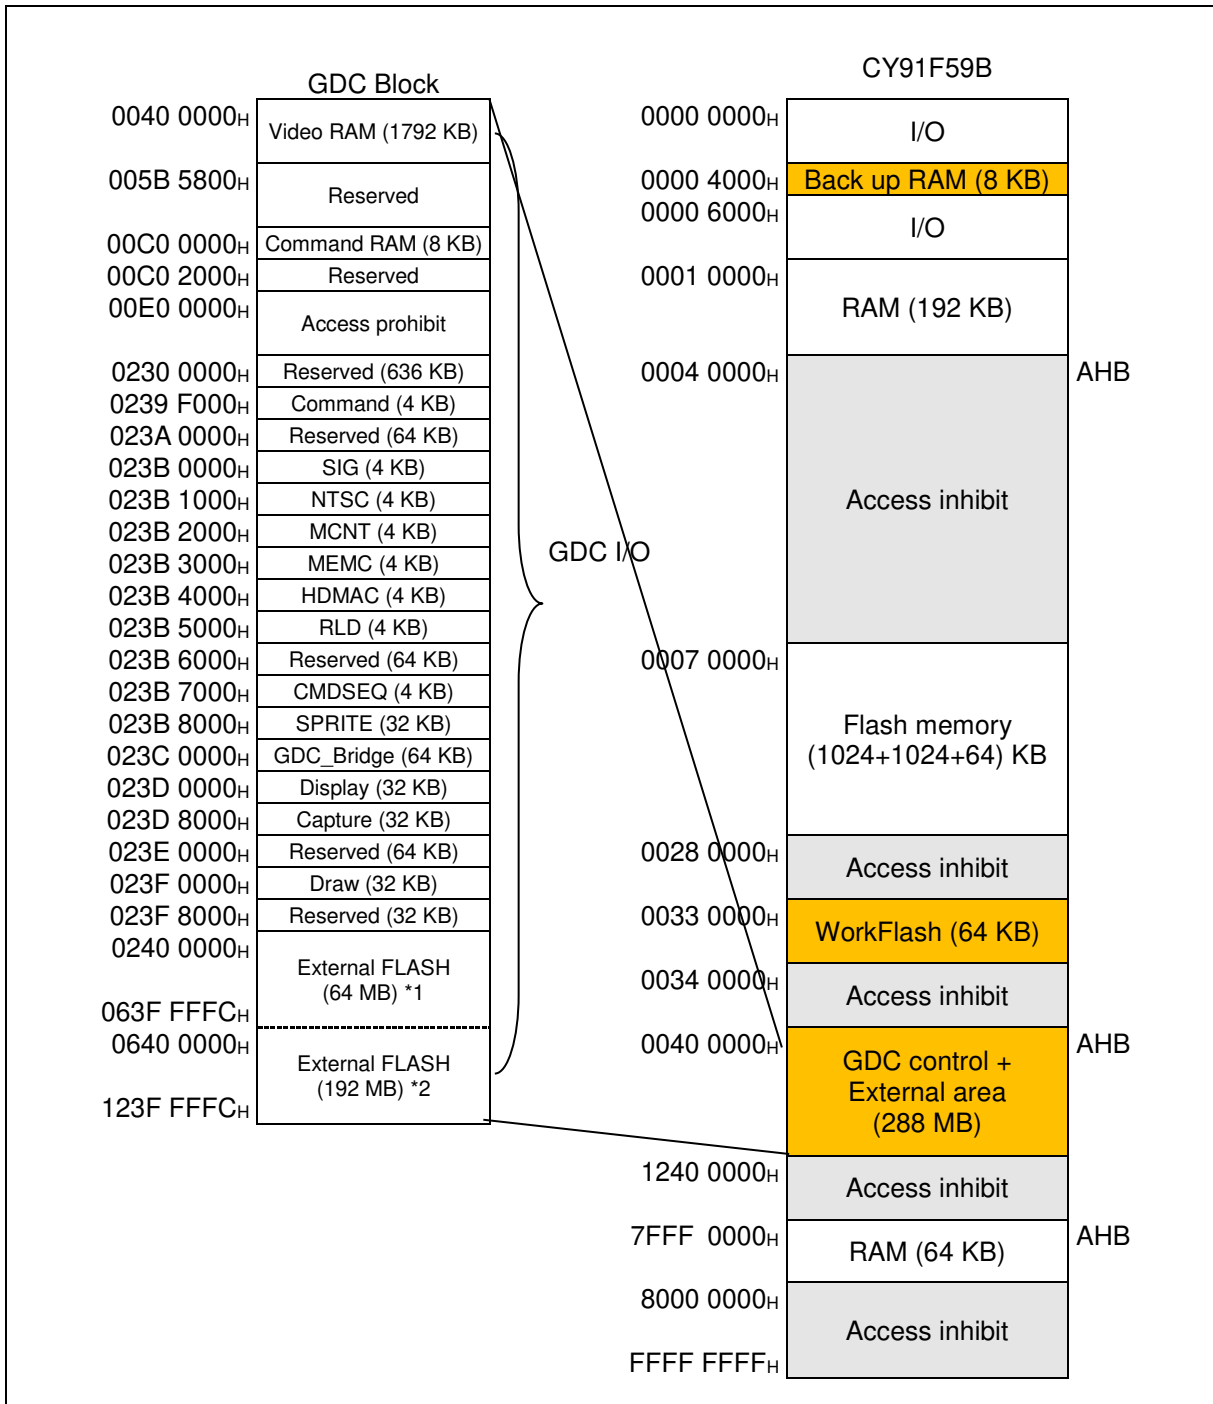 GDC Block
0040 0000H Video RAM (1792 KB)
005B 5800H Reserved
00C0 0000H Command RAM (8 KB)
00C0 2000H Reserved
00E0 0000H Access prohibit
0230 0000H Reserved (636 KB)
0239 F000H Command (4 KB)
023A 0000H Reserved (64 KB)
023B 0000H SIG (4 KB)
023B 1000H NTSC (4 KB)
023B 2000H MCNT (4 KB)
023B 3000H MEMC (4 KB)
023B 4000H HDMAC (4 KB)
023B 5000H RLD (4 KB)
023B 6000H Reserved (64 KB)
023B 7000H CMDSEQ (4 KB)
023B 8000H SPRITE (32 KB)
023C 0000H GDC_Bridge (64 KB)
023D 0000H Display (32 KB)
023D 8000H Capture (32 KB)
023E 0000H Reserved (64 KB)
023F 0000H Draw (32 KB)
023F 8000H Reserved (32 KB)
0240 0000H
External FLASH
(64 MB) *1
063F FFFCH
0640 0000H
External FLASH
(192 MB) *2
123F FFFCH
GDC I/O
CY91F59B
0000 0000H I/O
0000 4000H Back up RAM (8 KB)
0000 6000H I/O
0001 0000H RAM (192 KB)
0004 0000H AHB
Access inhibit
0007 0000H
Flash memory
(1024+1024+64) KB
0028 0000H Access inhibit
0033 0000H WorkFlash (64 KB)
0034 0000H Access inhibit
0040 0000H AHB
GDC control +
External area
(288 MB)
1240 0000H Access inhibit
7FFF 0000H RAM (64 KB) AHB
8000 0000H
Access inhibit
FFFF FFFFH